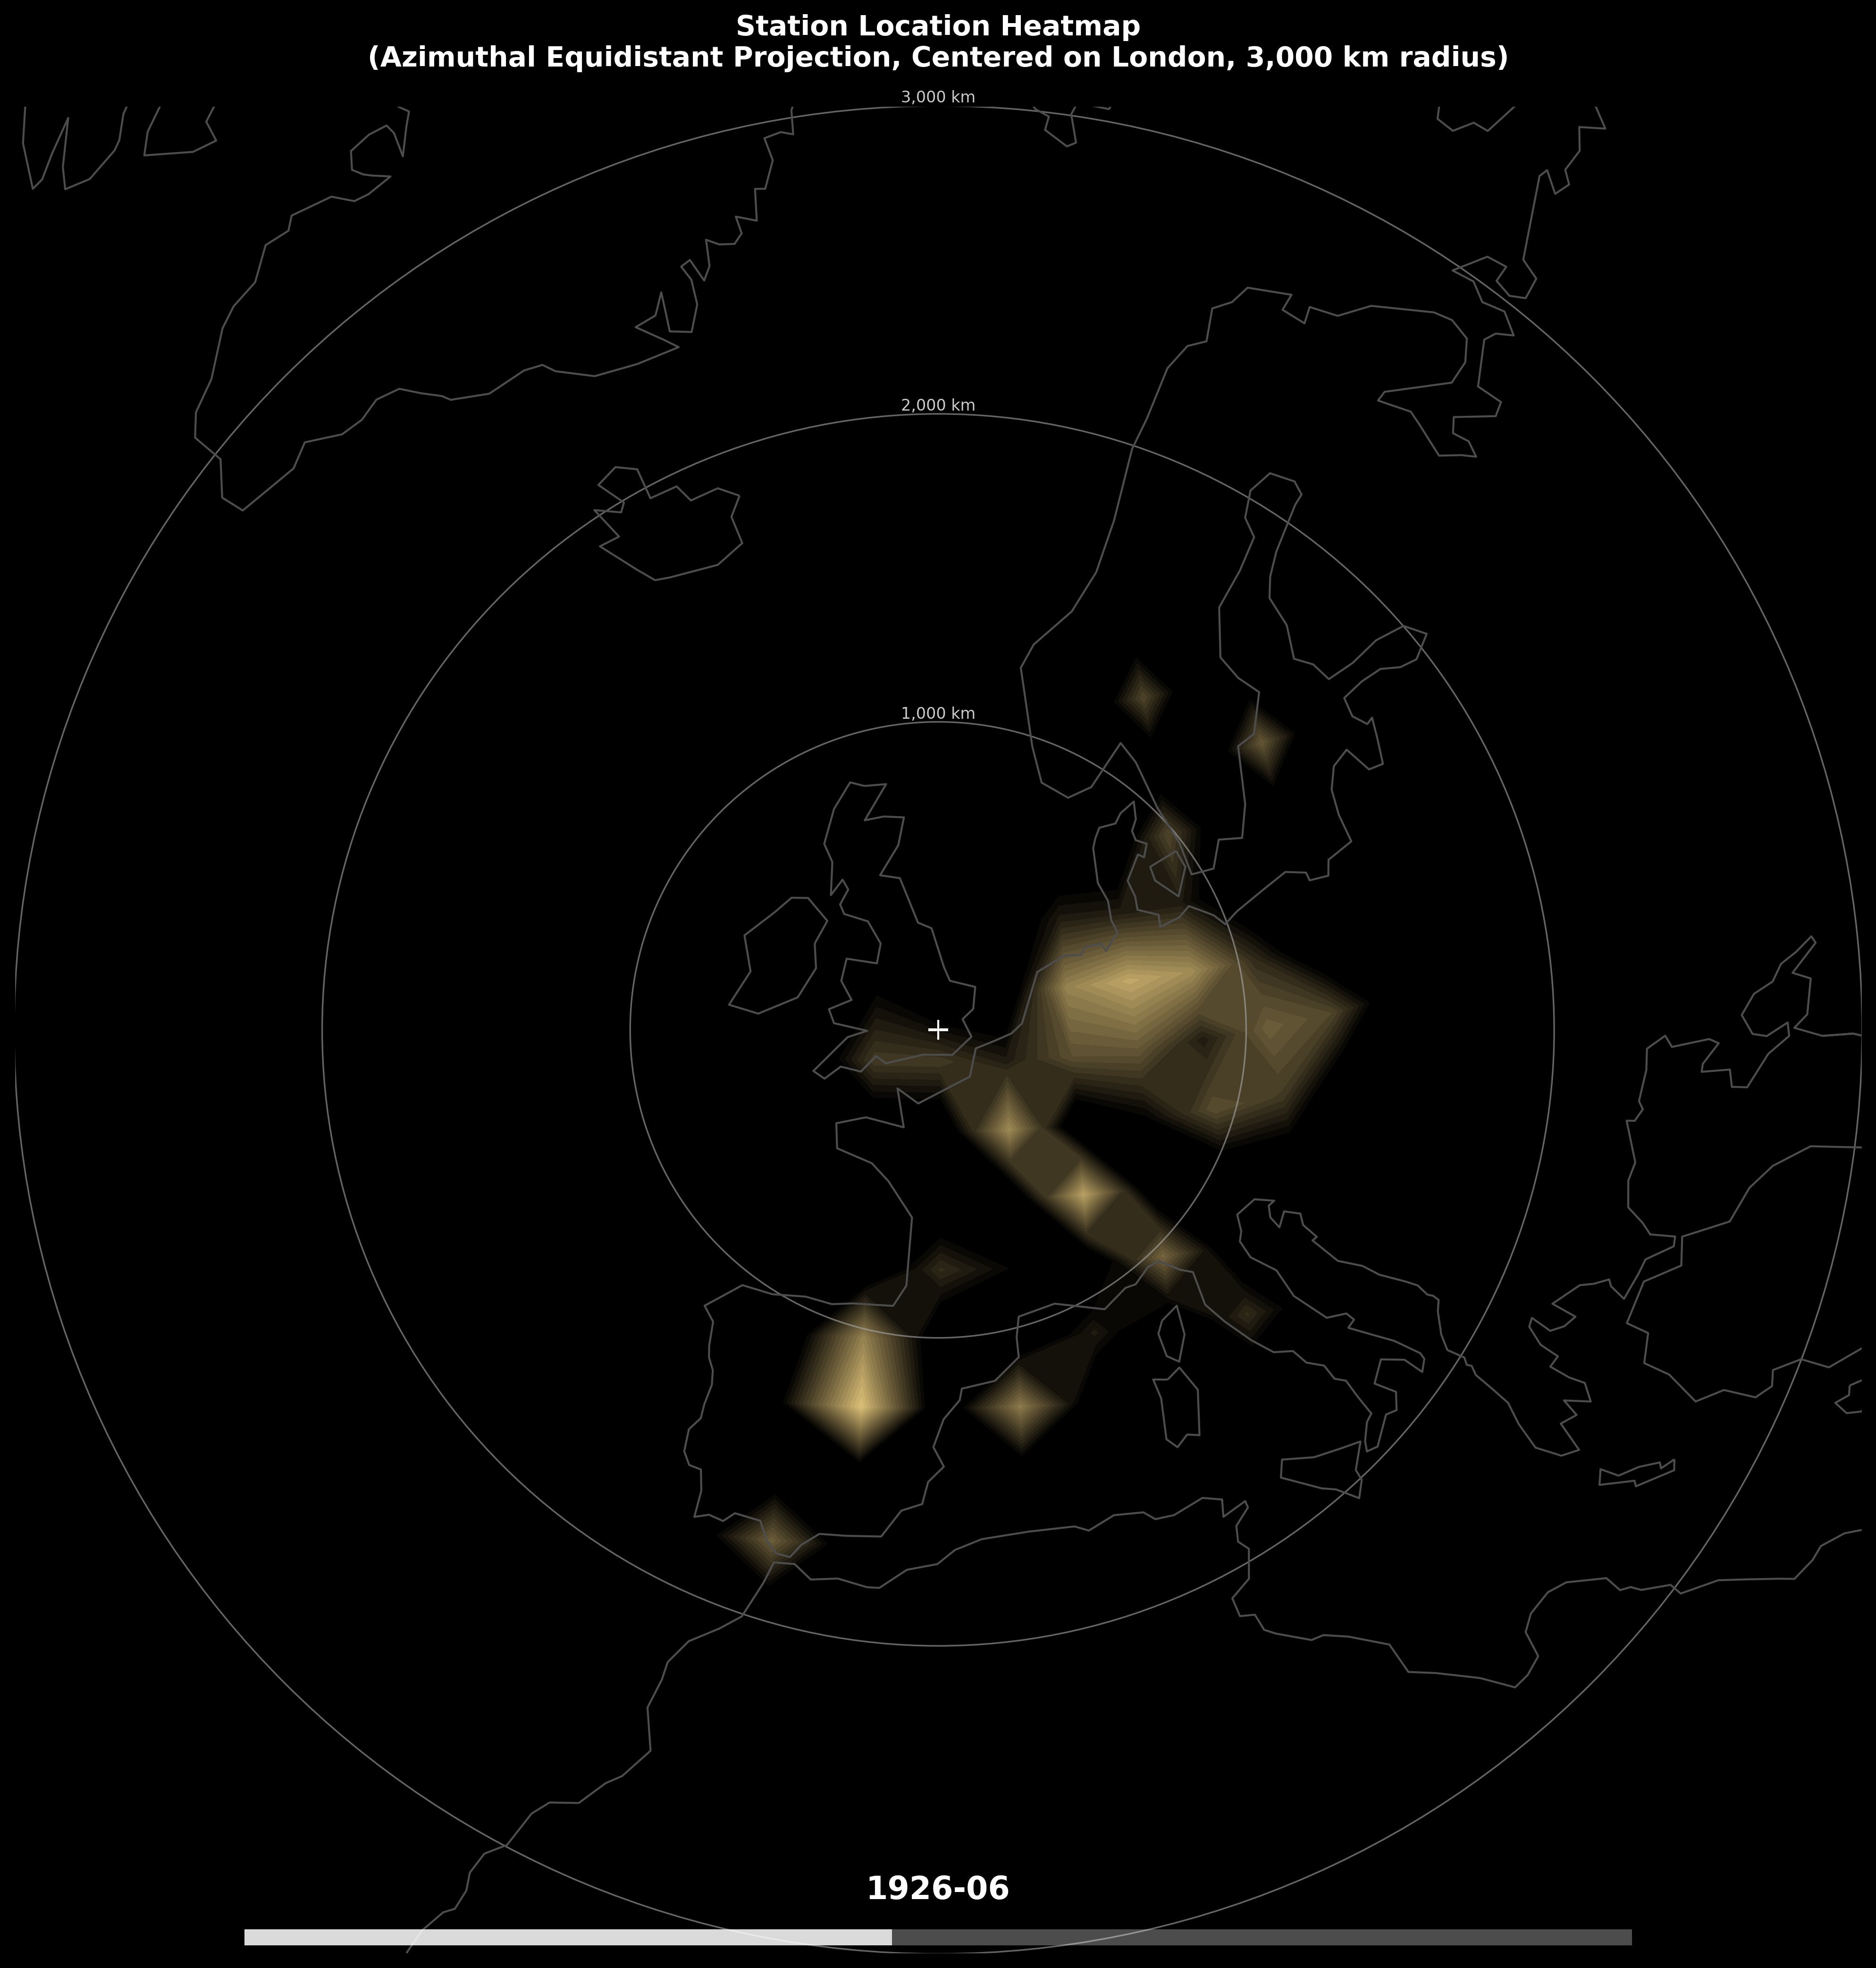 Station Location Heatmap
(Azimuthal Equidistant Projection, Centered on London, 3,000 km radius)
3,000 km
2,000 km
1,000 km
1926-06